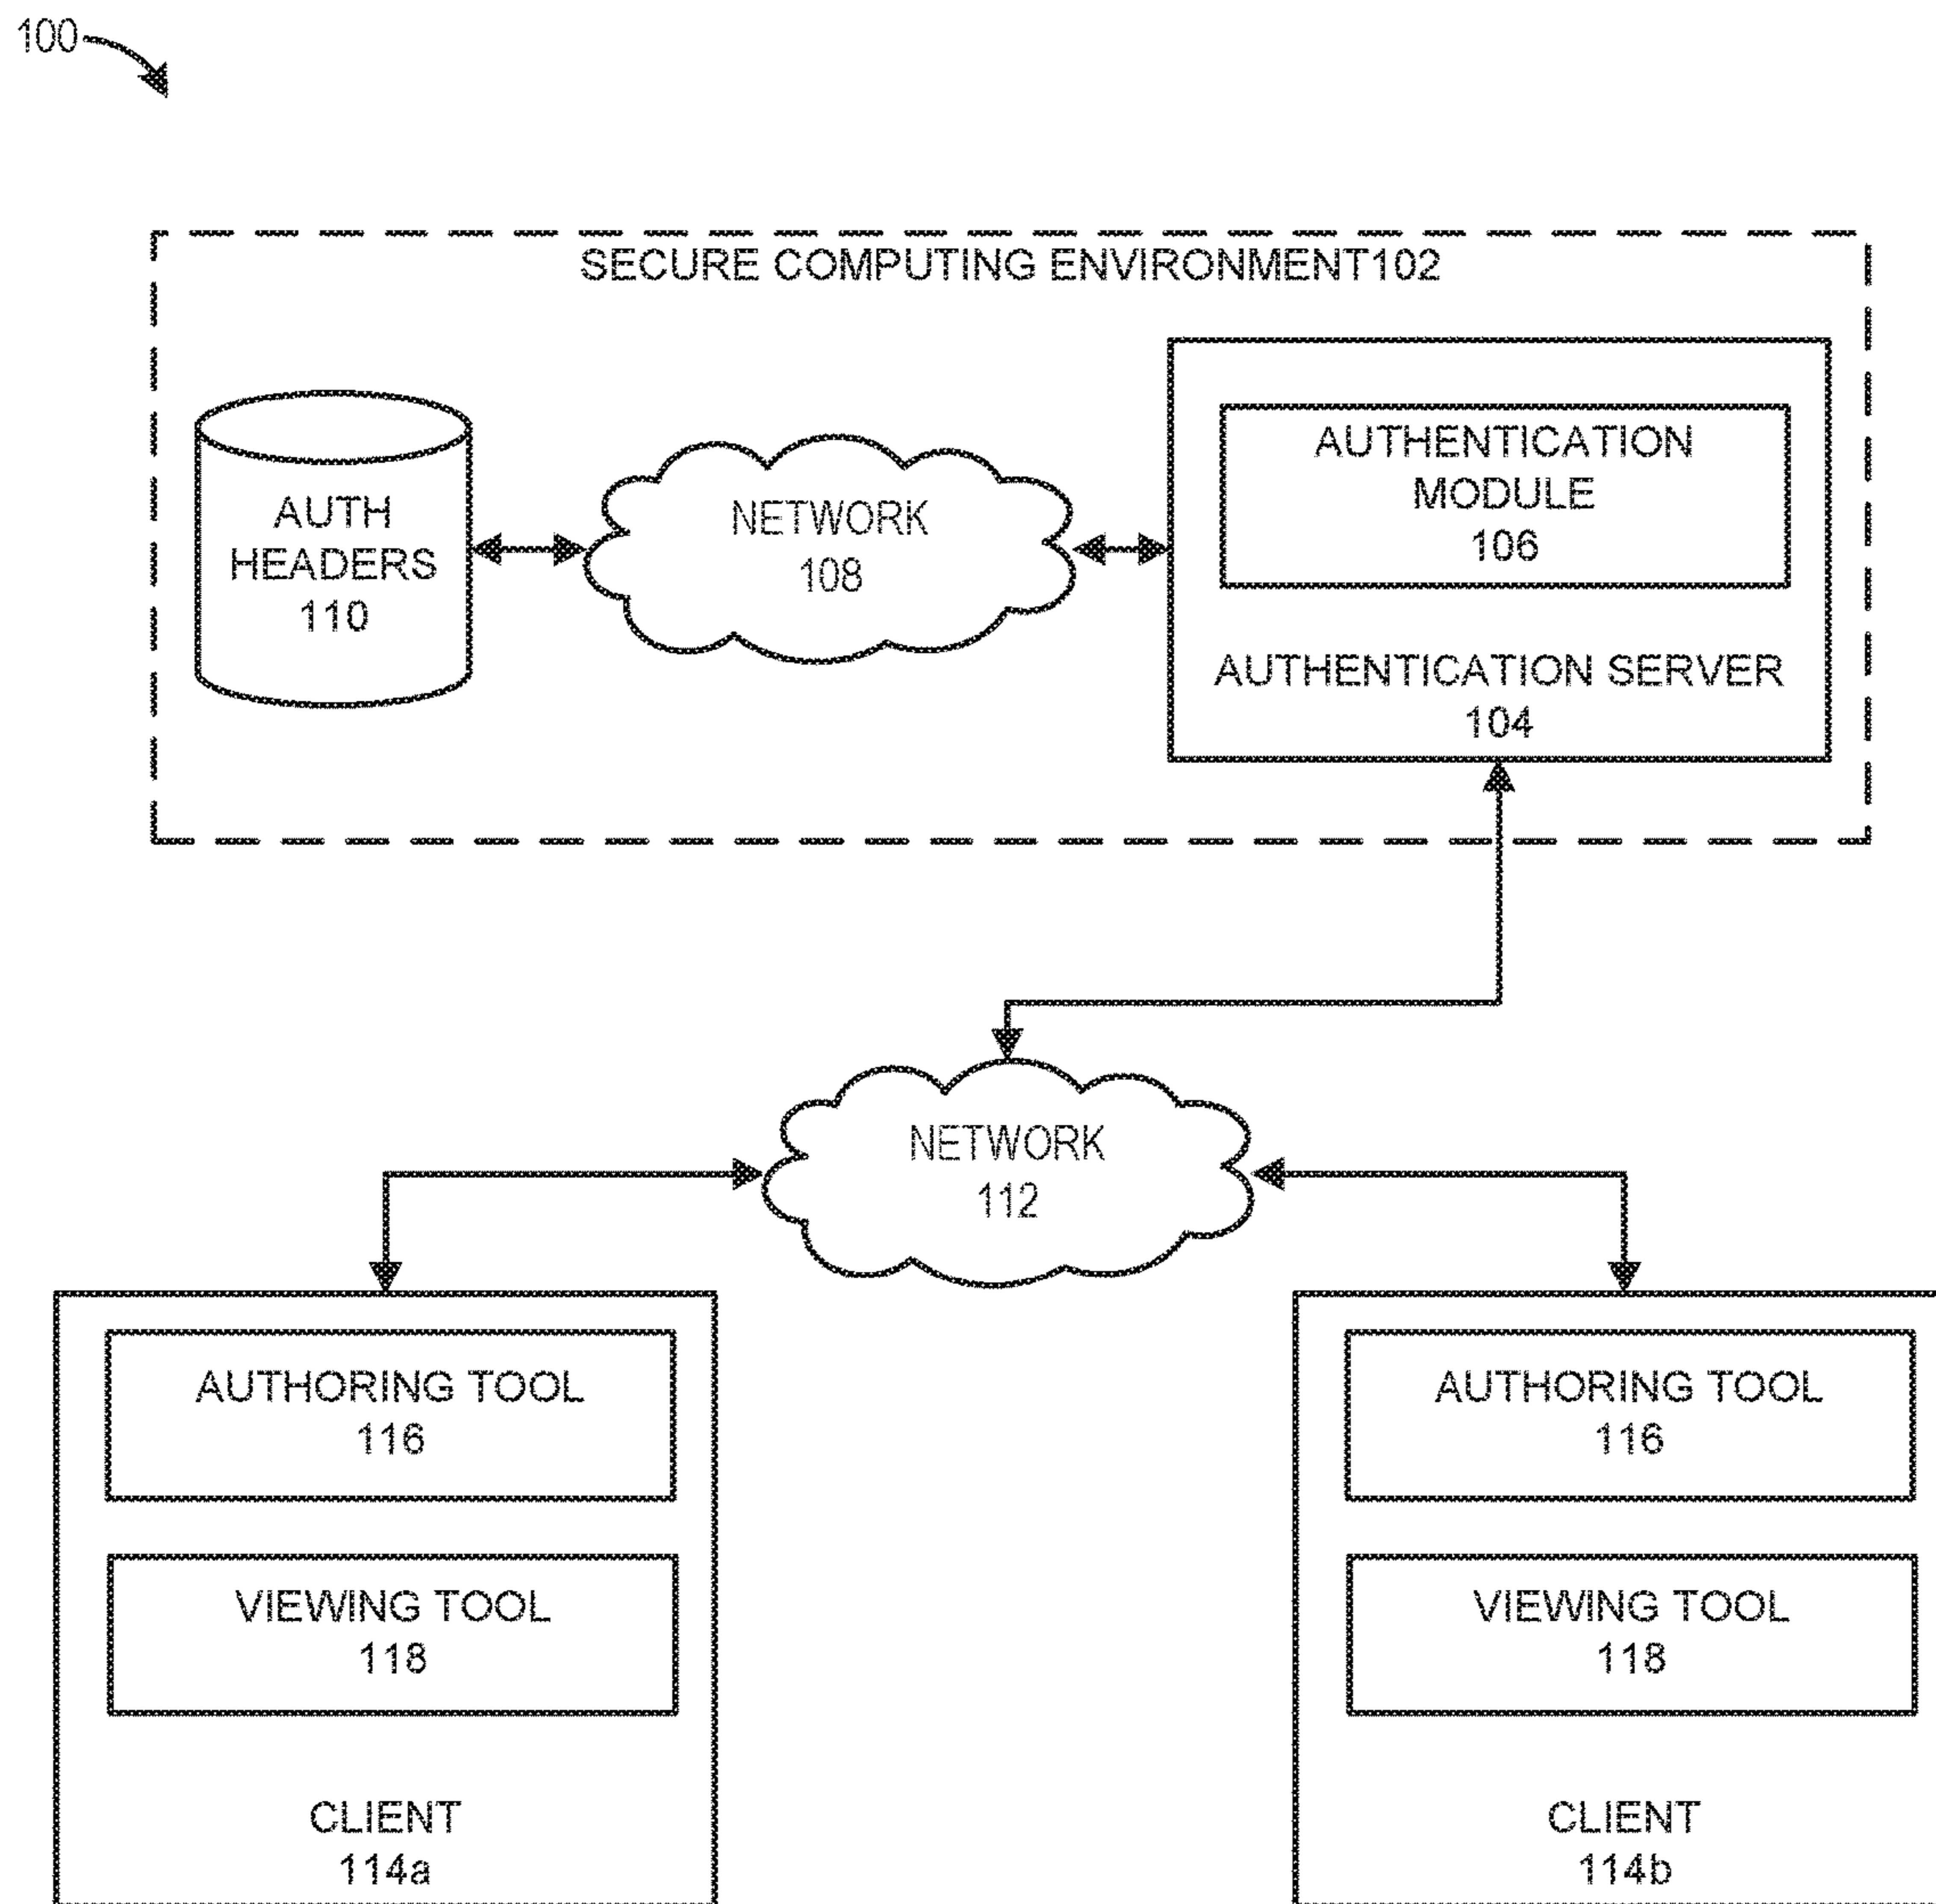 100
SECURE COMPUTING ENVIRONMENT102
AUTH
HEADERS
110
NETWORK
108
AUTHENTICATION
MODULE
106
AUTHENTICATION SERVER
104
NETWORK
112
AUTHORING TOOL
116
VIEWING TOOL
118
CLIENT
114a
AUTHORING TOOL
116
VIEWING TOOL
118
CLIENT
114b